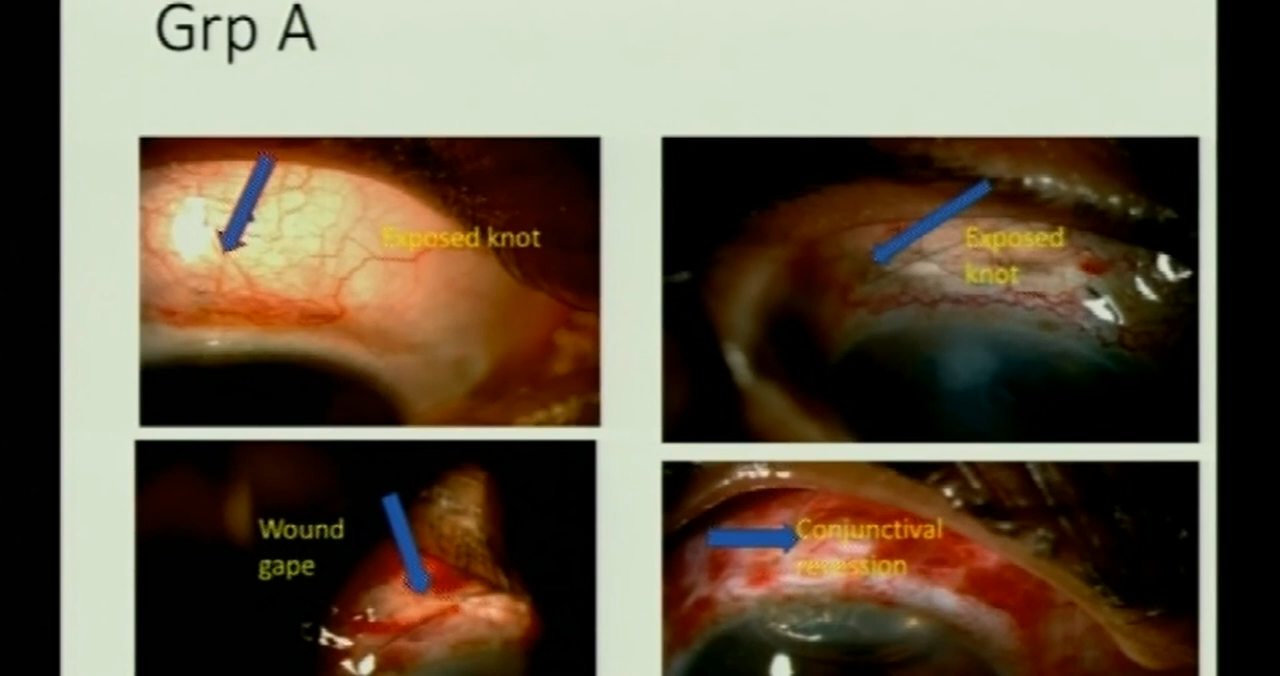 Grp A
Exposed knot
Exposed
knot
Wound
gape
Conjunctival
recession